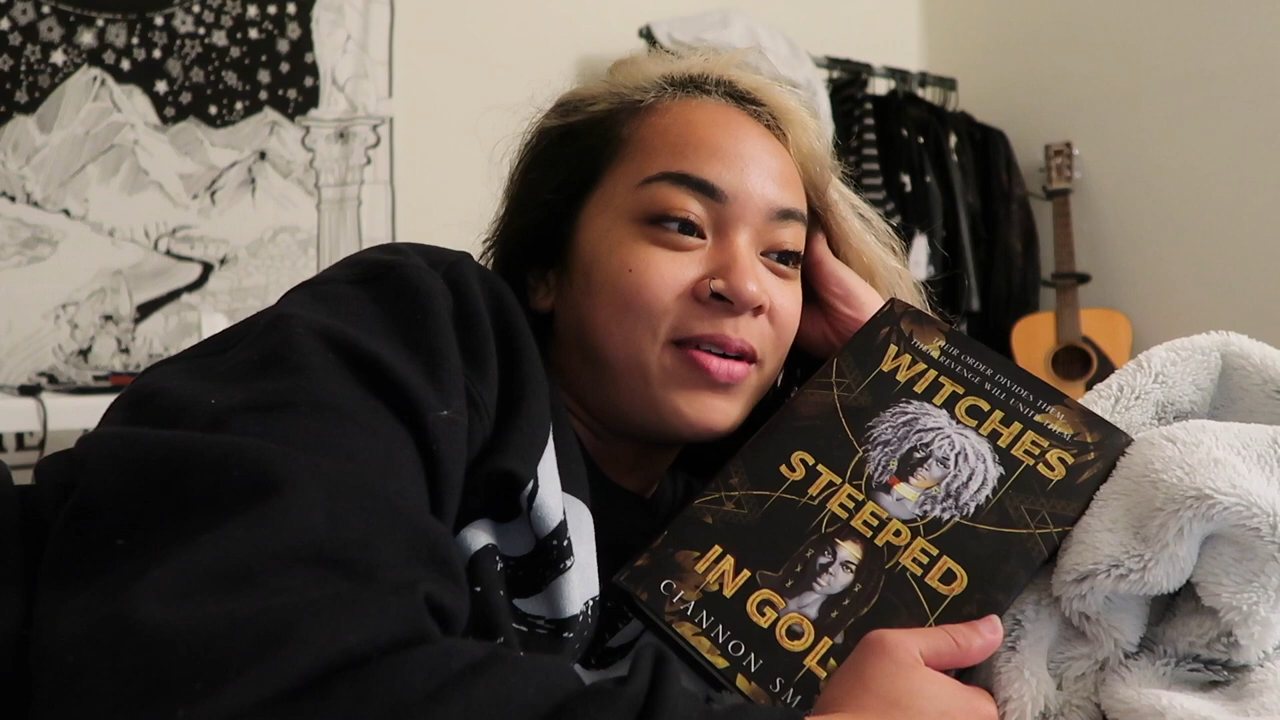 THEIR ORDER DIVIDES THEM.
THEIR REVENGE WILL UNITE THEM.
WITCHES
STEEPED
IN GOL
CIANNON SM